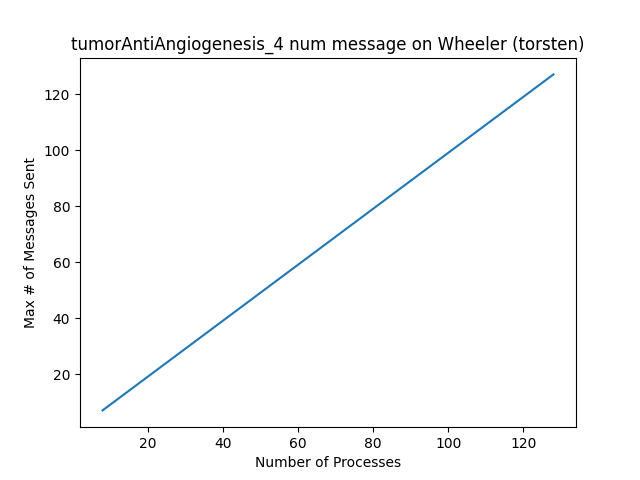 tumorAntiAngiogenesis_4 num message on Wheeler (torsten)
Max # of Messages Sent
120
100
80
60
40
20
20 40 60 80 100 120
Number of Processes